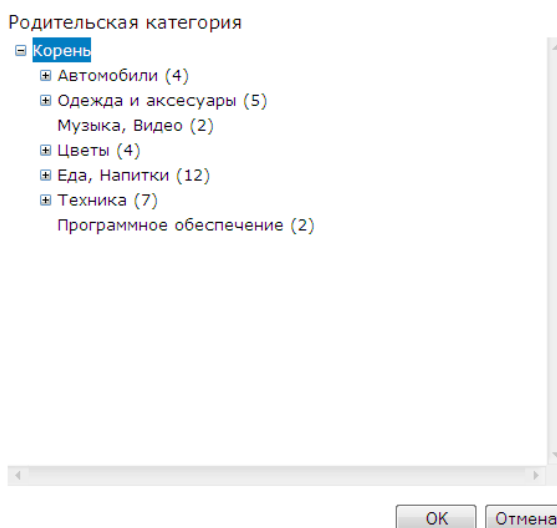 Родительская категория
Корень
Автомобили (4)
Одежда и аксесуары (5)
Музыка, Видео (2)
Цветы (4)
Еда, Напитки (12)
Техника (7)
Программное обеспечение (2)
OK Отмена